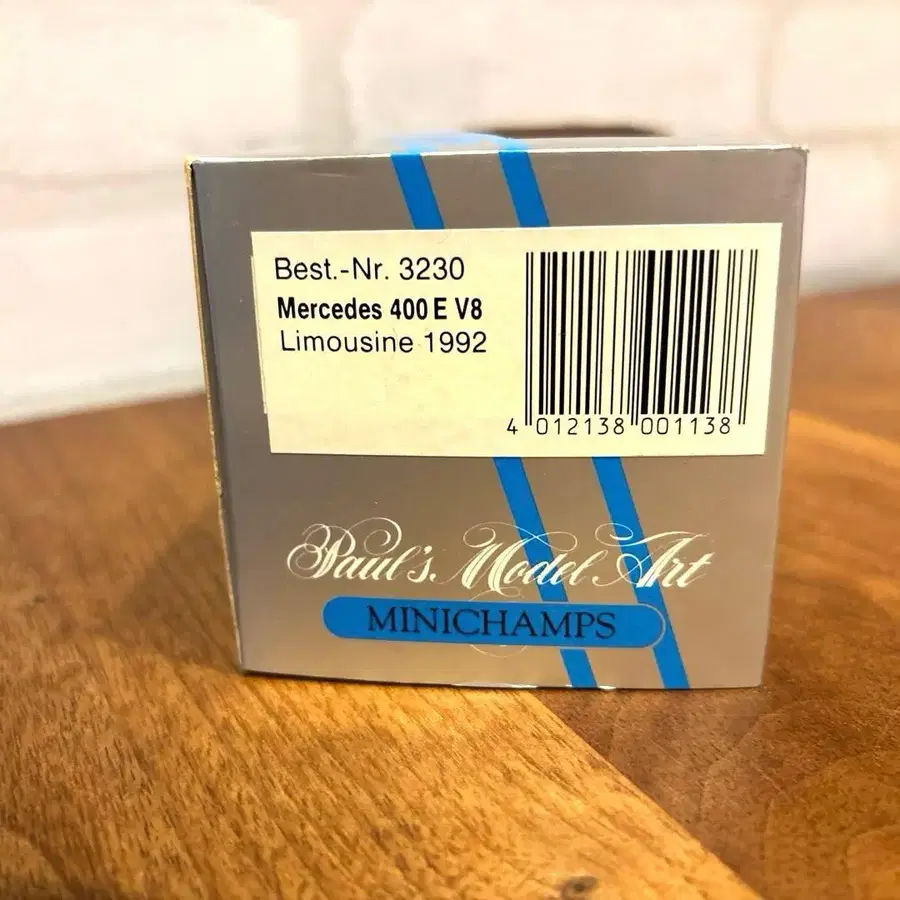 Best.-Nr. 3230
Mercedes 400 E V8
Limousine 1992
4 012138 001138
Paul's Model Art
MINICHAMPS